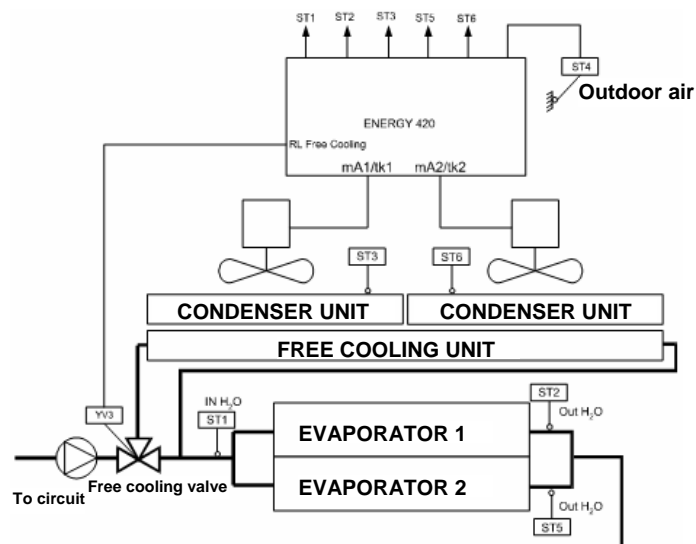 ST1 ST2 ST3 ST5 ST6
ST4
Outdoor air
ENERGY 420
RL Free Cooling
mA1/tk1 mA2/tk2
ST3 ST6
CONDENSER UNIT CONDENSER UNIT
FREE COOLING UNIT
YV3
IN H₂O
ST1
ST2
Out H₂O
EVAPORATOR 1
EVAPORATOR 2
To circuit
Free cooling valve
Out H₂O
ST5